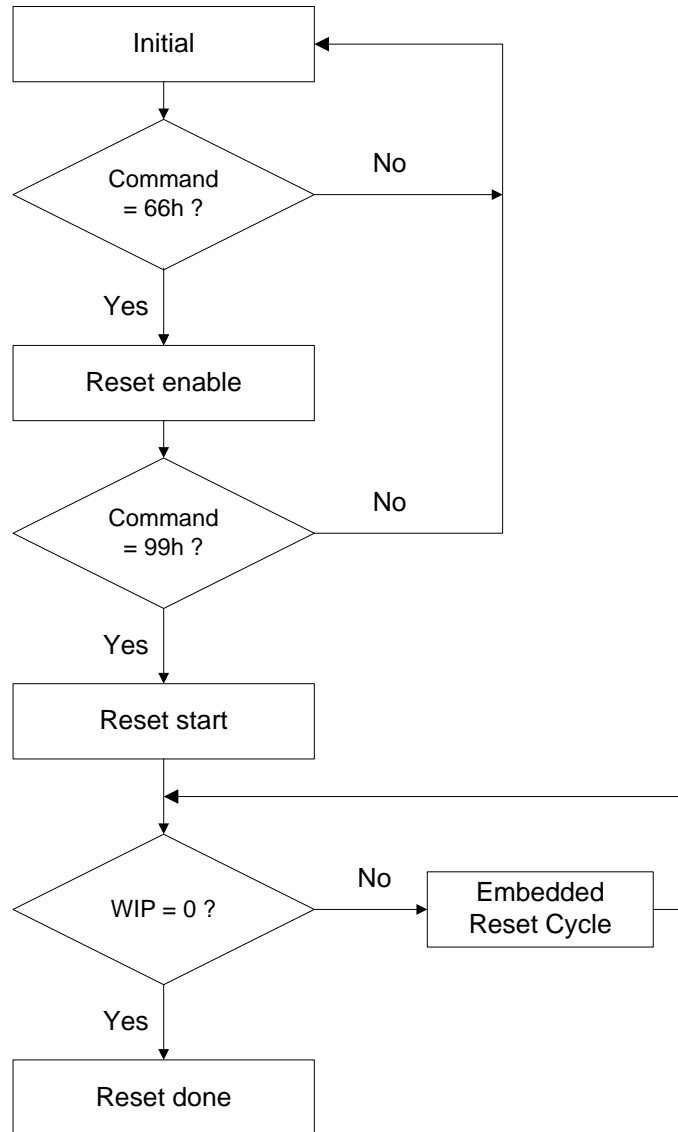 Initial
Command
= 66h ?
No
Yes
Reset enable
Command
= 99h ?
No
Yes
Reset start
WIP = 0 ?
No
Embedded
Reset Cycle
Yes
Reset done